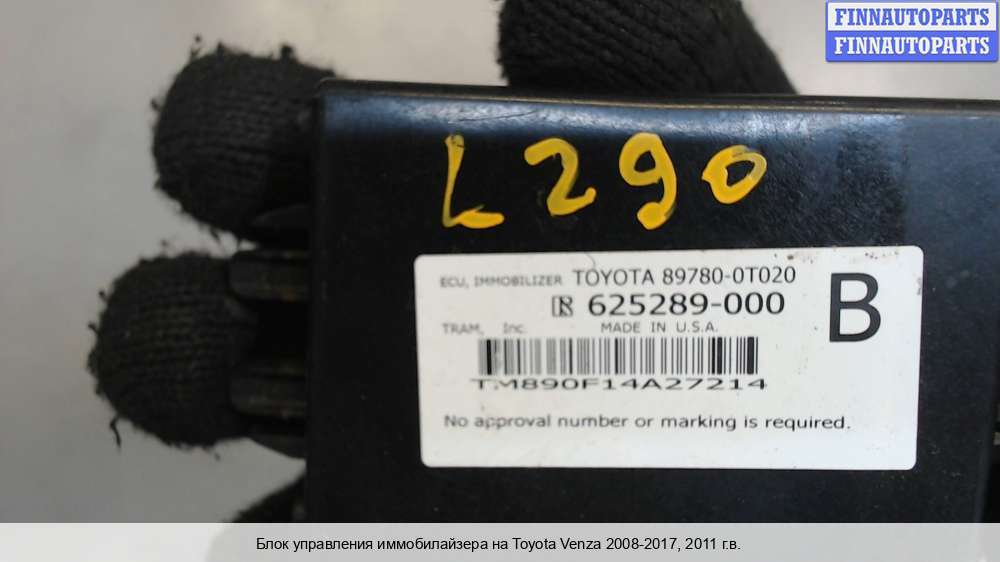 FINNAUTOPARTS
FINNAUTOPARTS
L290
ECU, IMMOBILIZER TOYOTA 89780-0T020
625289-000
B
TRAM, Inc. MADE IN U.S.A.
TM890F14A27214
No approval number or marking is required.
Блок управления иммобилайзера на Toyota Venza 2008-2017, 2011 г.в.